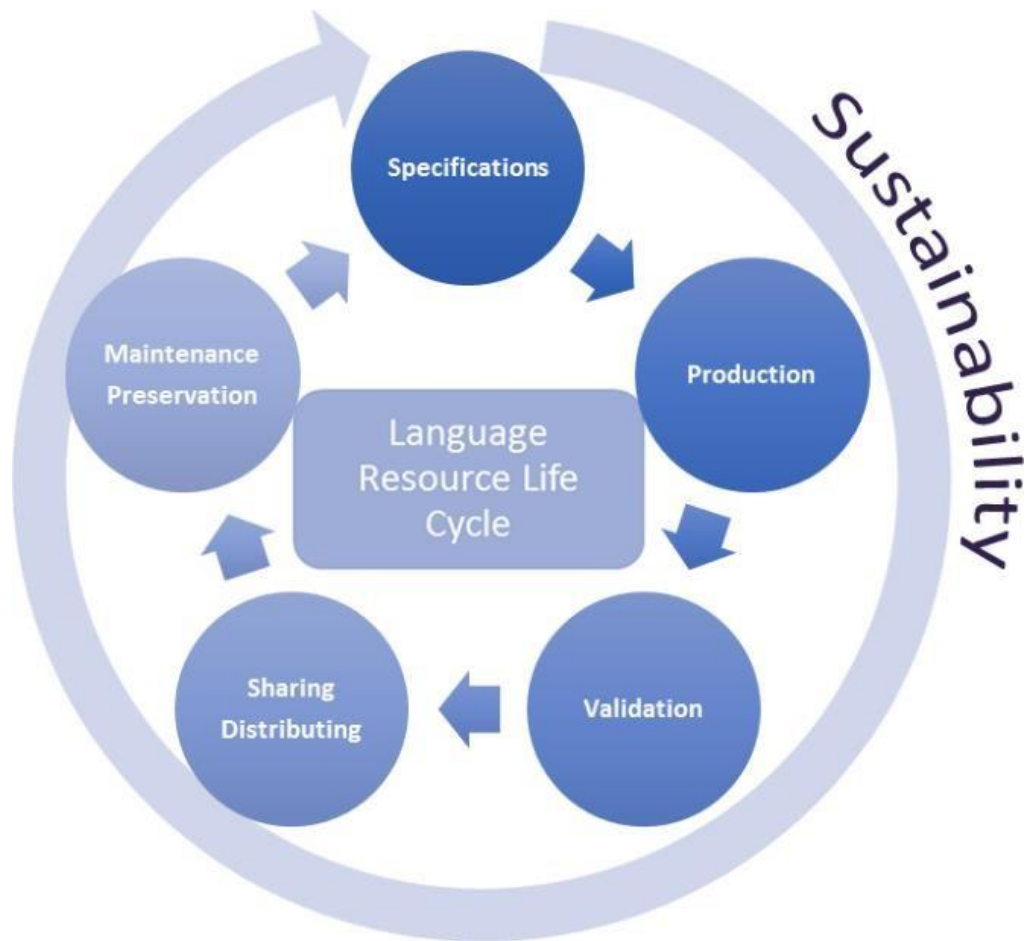 Specifications
Production
Validation
Sharing
Distributing
Maintenance
Preservation
Language
Resource Life
Cycle
Sustainability